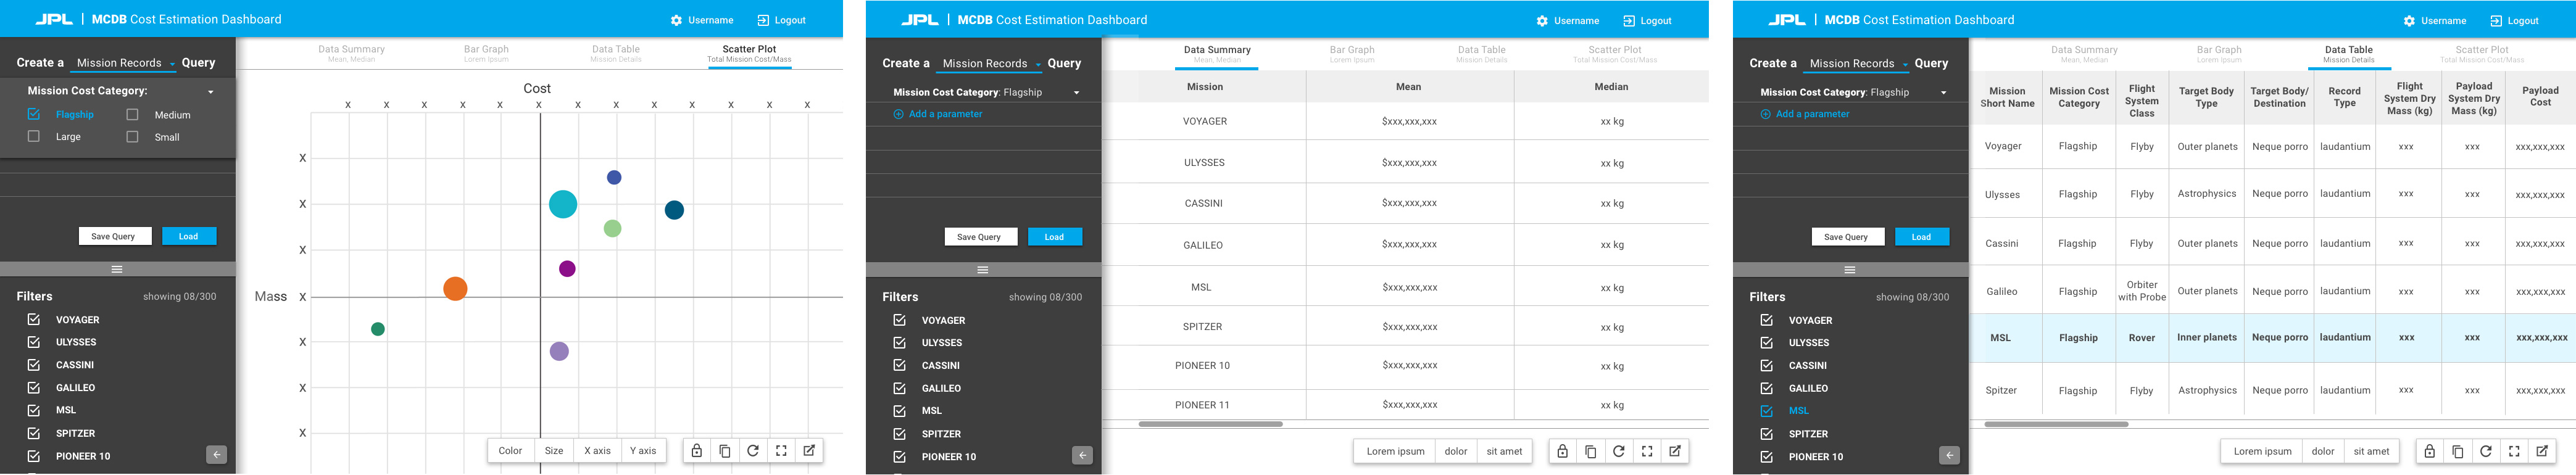 JPL | MCDB Cost Estimation Dashboard Username Logout
Data Summary Bar Graph Data Table Scatter Plot
Mean, Median Lorem Ipsum Mission Details Total Mission Cost/Mass
Create a Mission Records Query
Mission Cost Category:
Flagship Medium
Large Small
Save Query Load
Filters showing 08/300
VOYAGER
ULYSSES
CASSINI
GALILEO
MSL
SPITZER
PIONEER 10
Cost
x x x x x x x x x x x x x
X
X
X
Mass X
X
X
X
Color Size X axis Y axis
JPL | MCDB Cost Estimation Dashboard Username Logout
Data Summary Bar Graph Data Table Scatter Plot
Mean, Median Lorem Ipsum Mission Details Total Mission Cost/Mass
Create a Mission Records Query
Mission Cost Category: Flagship
Add a parameter
Save Query Load
Filters showing 08/300
VOYAGER
ULYSSES
CASSINI
GALILEO
MSL
SPITZER
PIONEER 10
Mission Mean Median
VOYAGER $xxx,xxx,xxx xx kg
ULYSSES $xxx,xxx,xxx xx kg
CASSINI $xxx,xxx,xxx xx kg
GALILEO $xxx,xxx,xxx xx kg
MSL $xxx,xxx,xxx xx kg
SPITZER $xxx,xxx,xxx xx kg
PIONEER 10 $xxx,xxx,xxx xx kg
PIONEER 11 $xxx,xxx,xxx xx kg
Lorem ipsum dolor sit amet
JPL | MCDB Cost Estimation Dashboard Username Logout
Data Summary Bar Graph Data Table Scatter Plot
Mean, Median Lorem Ipsum Mission Details Total Mission Cost/Mass
Create a Mission Records Query
Mission Cost Category: Flagship
Add a parameter
Save Query Load
Filters showing 08/300
VOYAGER
ULYSSES
CASSINI
GALILEO
MSL
SPITZER
PIONEER 10
Mission Short Name Mission Cost Category Flight System Class Target Body Type Target Body/ Destination Record Type Flight System Dry Mass (kg) Payload System Dry Mass (kg) Payload Cost
Voyager Flagship Flyby Outer planets Neque porro laudantium xxx xxx xxx,xxx,xxx
Ulysses Flagship Flyby Astrophysics Neque porro laudantium xxx xxx xxx,xxx,xxx
Cassini Flagship Flyby Outer planets Neque porro laudantium xxx xxx xxx,xxx,xxx
Galileo Flagship Orbiter with Probe Outer planets Neque porro laudantium xxx xxx xxx,xxx,xxx
MSL Flagship Rover Inner planets Neque porro laudantium xxx xxx xxx,xxx,xxx
Spitzer Flagship Flyby Astrophysics Neque porro laudantium xxx xxx xxx,xxx,xxx
Lorem ipsum dolor sit amet